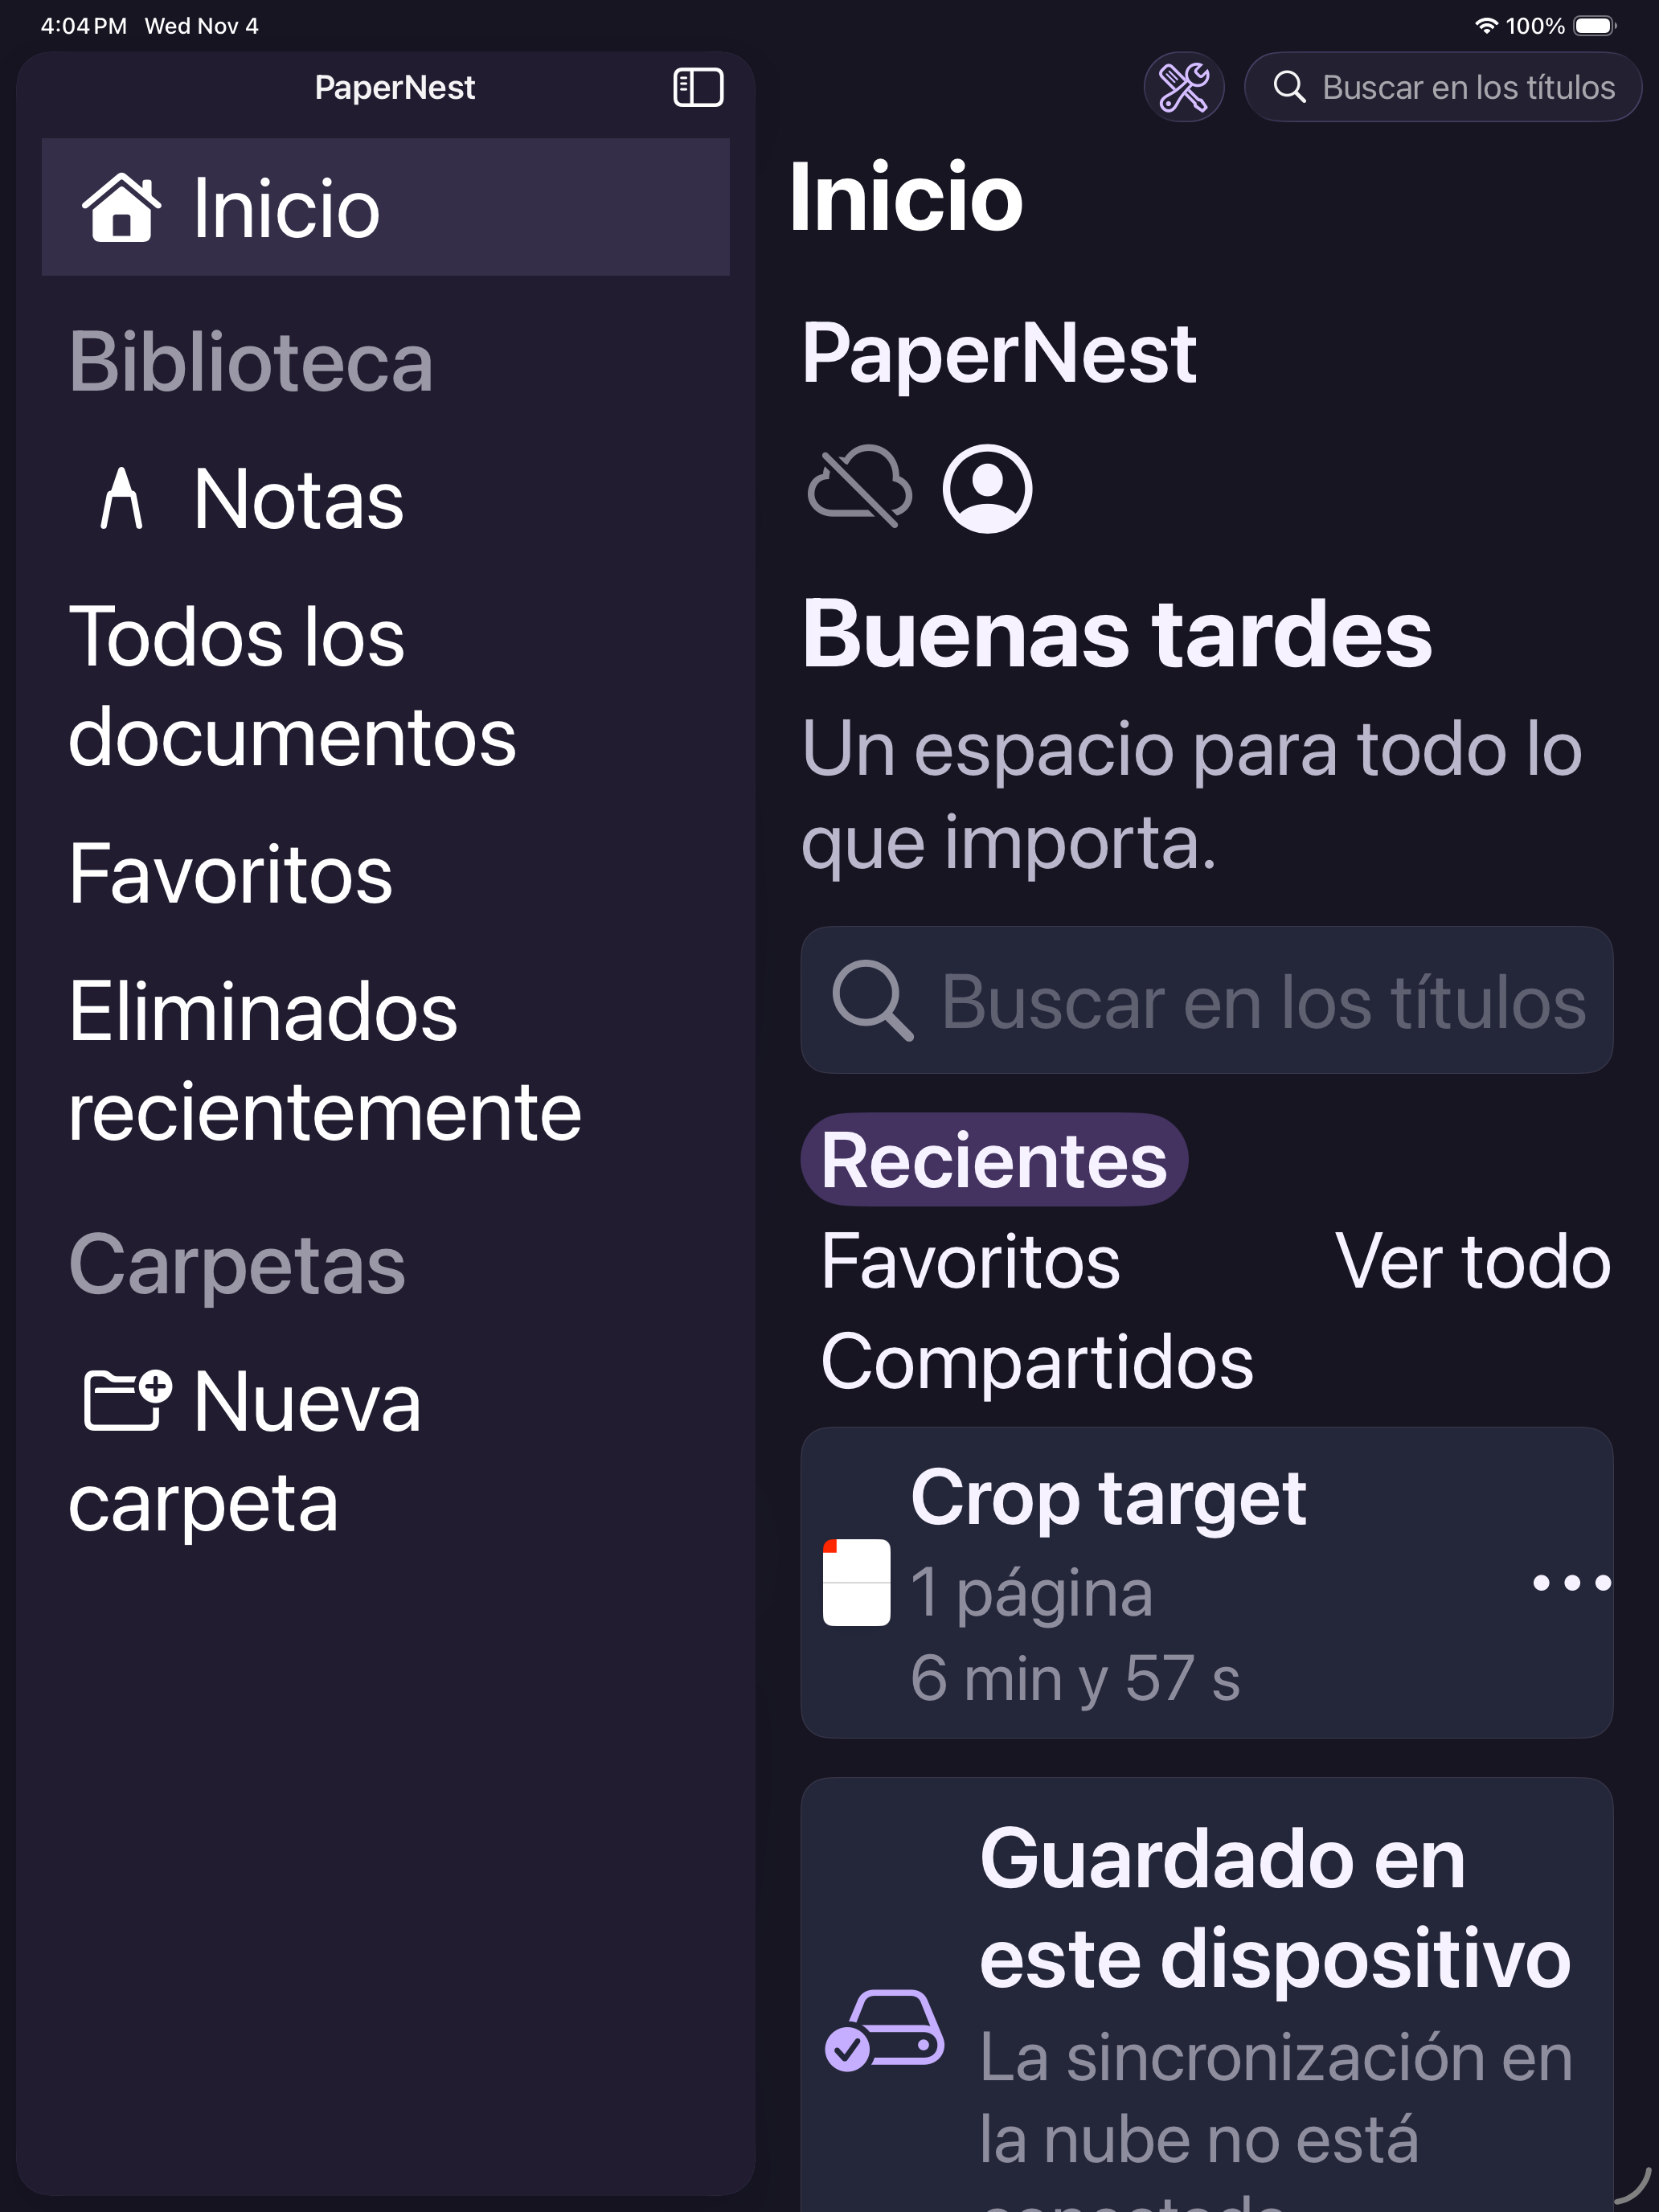 4:04 PM Wed Nov 4
100%
PaperNest
Buscar en los títulos
Inicio
Biblioteca
Notas
Todos los
documentos
Favoritos
Eliminados
recientemente
Carpetas
Nueva
carpeta
Inicio
PaperNest
Buenas tardes
Un espacio para todo lo
que importa.
Buscar en los títulos
Recientes
Favoritos
Ver todo
Compartidos
Crop target
1 página
6 min y 57 s
Guardado en
este dispositivo
La sincronización en
la nube no está